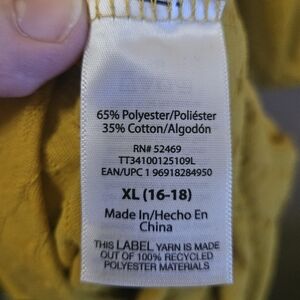 65% Polyester/Poliéster
35% Cotton/Algodón
RN# 52469
TT34100125109L
EAN/UPC 1 96918284950
XL (16-18)
Made In/Hecho En
China
THIS LABEL YARN IS MADE
OUT OF 100% RECYCLED
POLYESTER MATERIALS